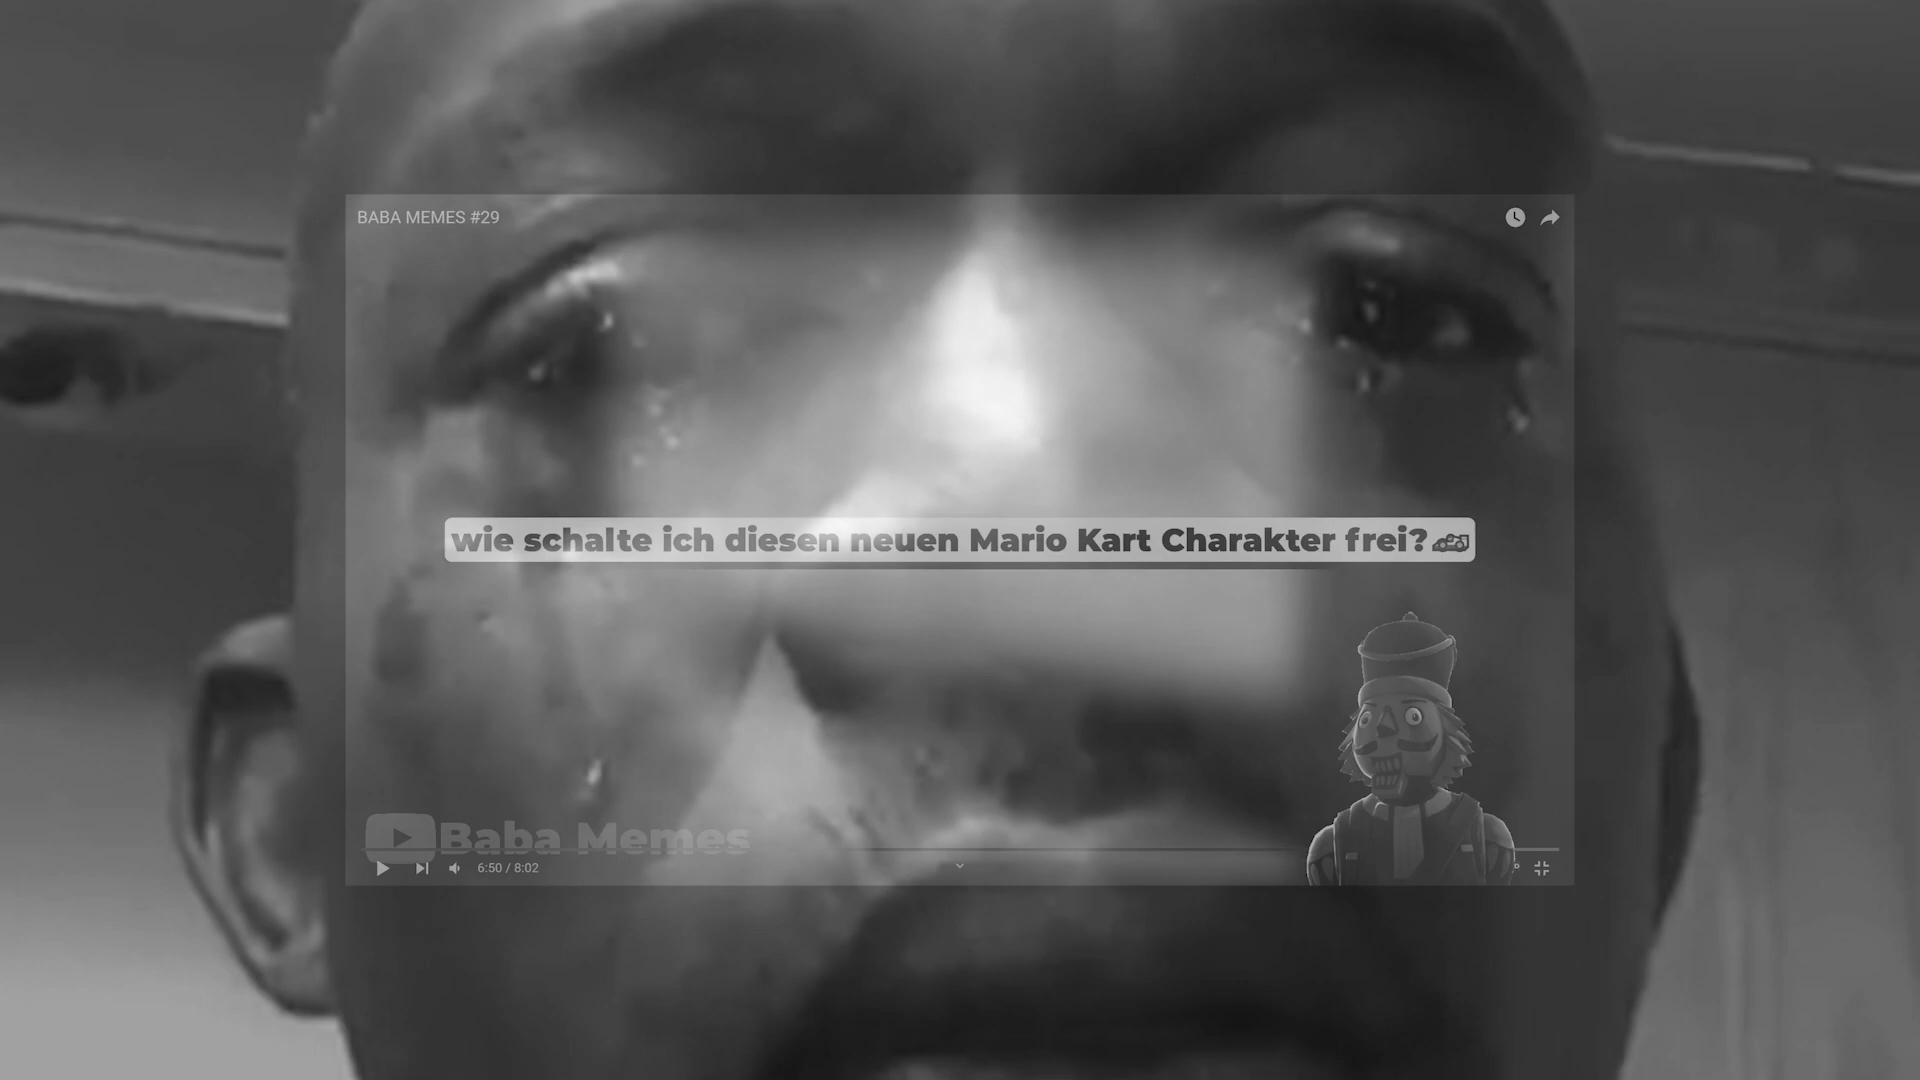 BABA MEMES #29
wie schalte ich diesen neuen Mario Kart Charakter frei?
Baba Memes
6:50 / 8:02